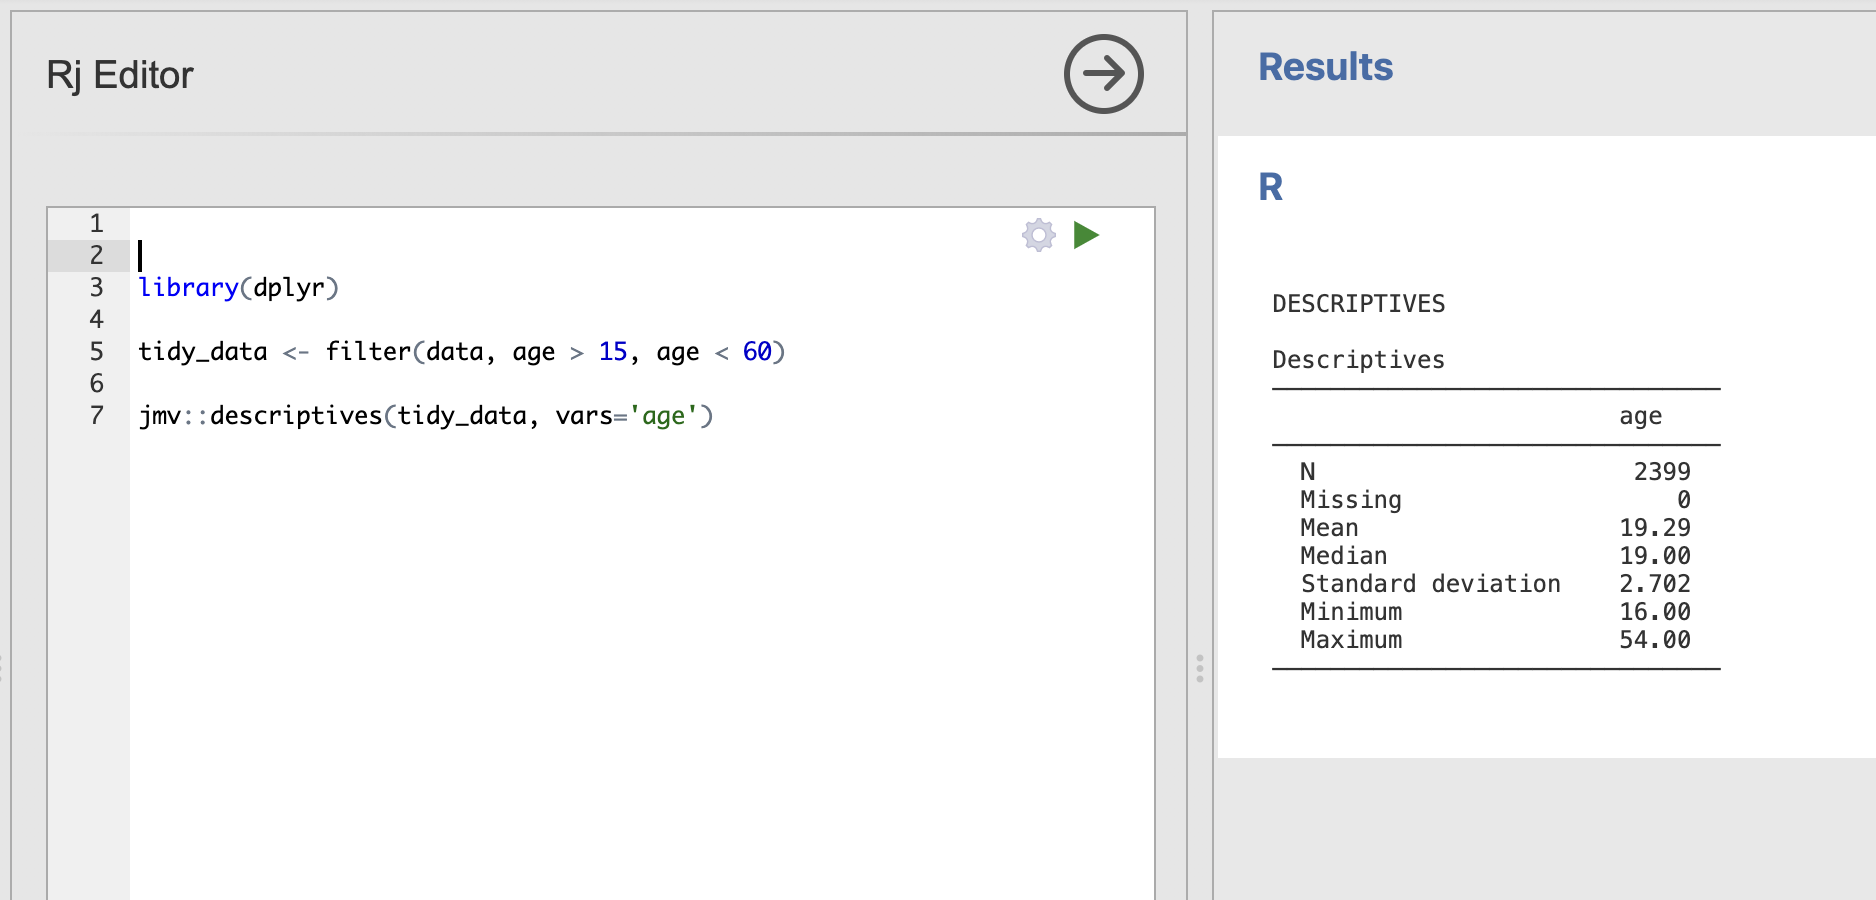 Rj Editor
1
2
3 library(dplyr)
4
5 tidy_data <- filter(data, age > 15, age < 60)
6
7 jmv::descriptives(tidy_data, vars='age')
Results
R
DESCRIPTIVES
Descriptives
age
N 2399
Missing 0
Mean 19.29
Median 19.00
Standard deviation 2.702
Minimum 16.00
Maximum 54.00